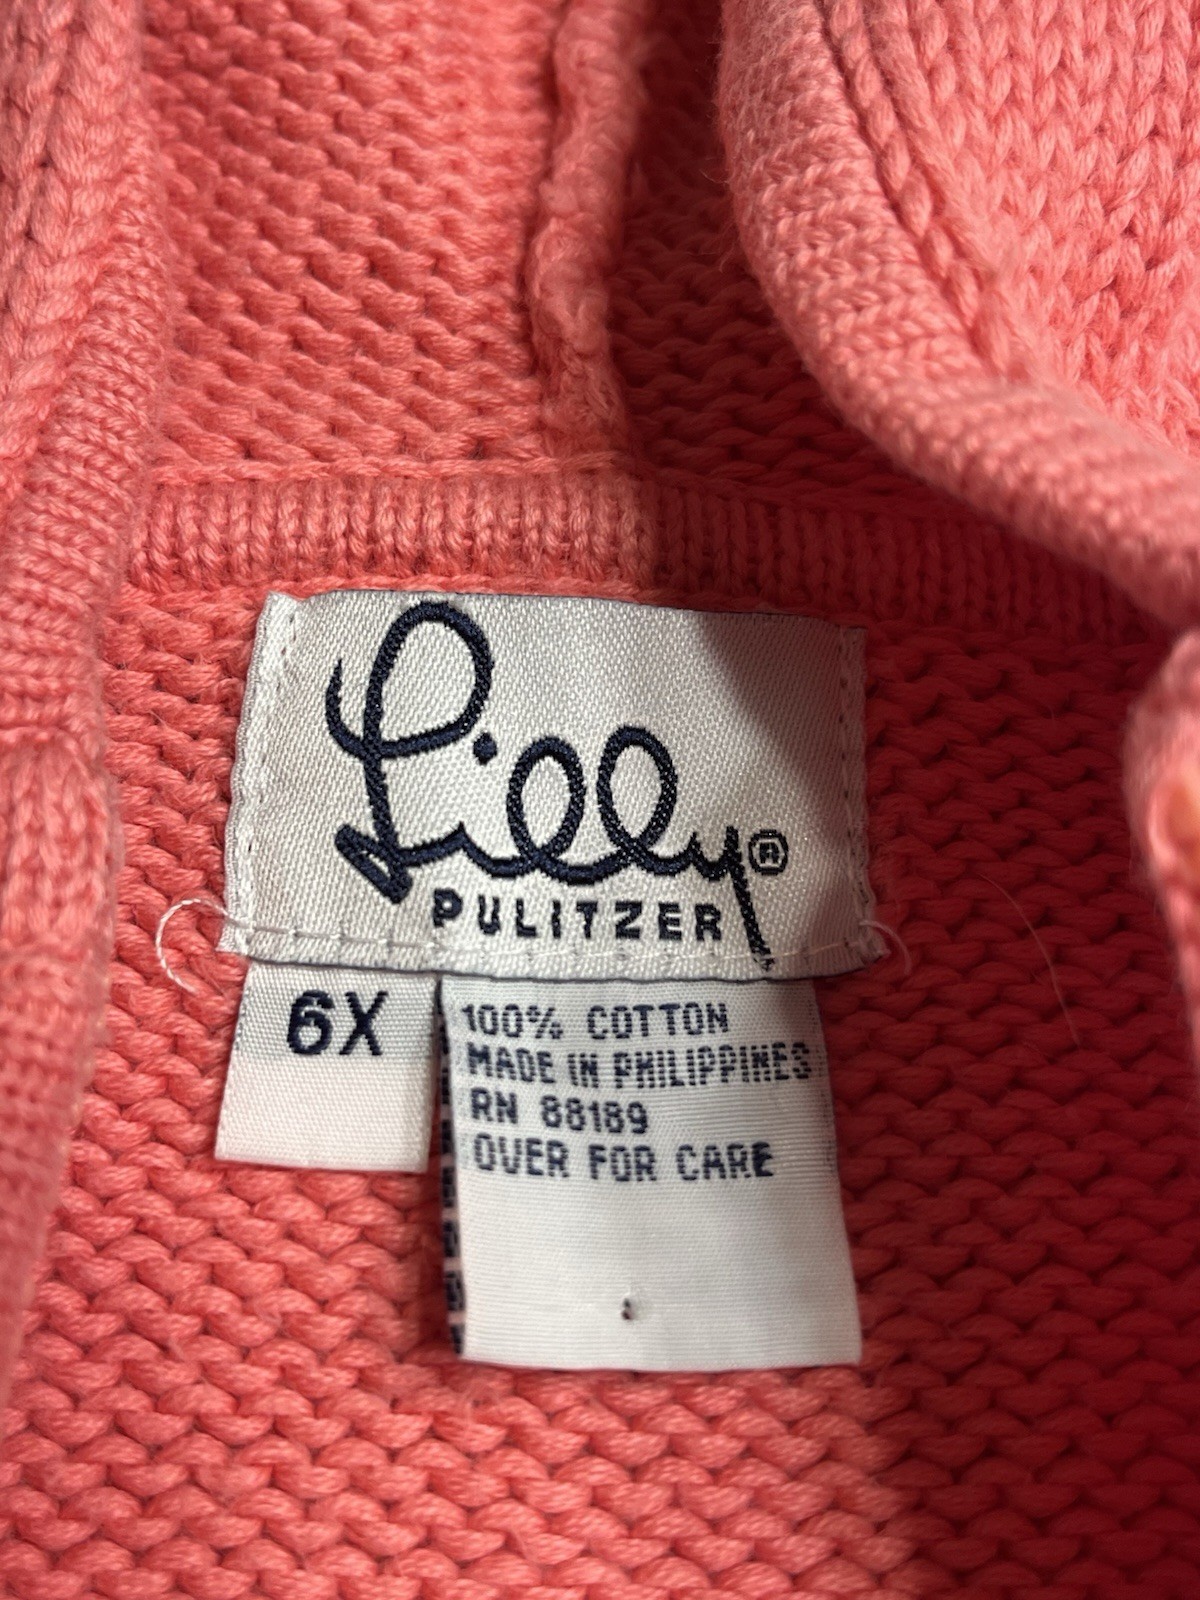 Lilly®
PULITZER
6X
100% COTTON
MADE IN PHILIPPINES
RN 88189
OVER FOR CARE